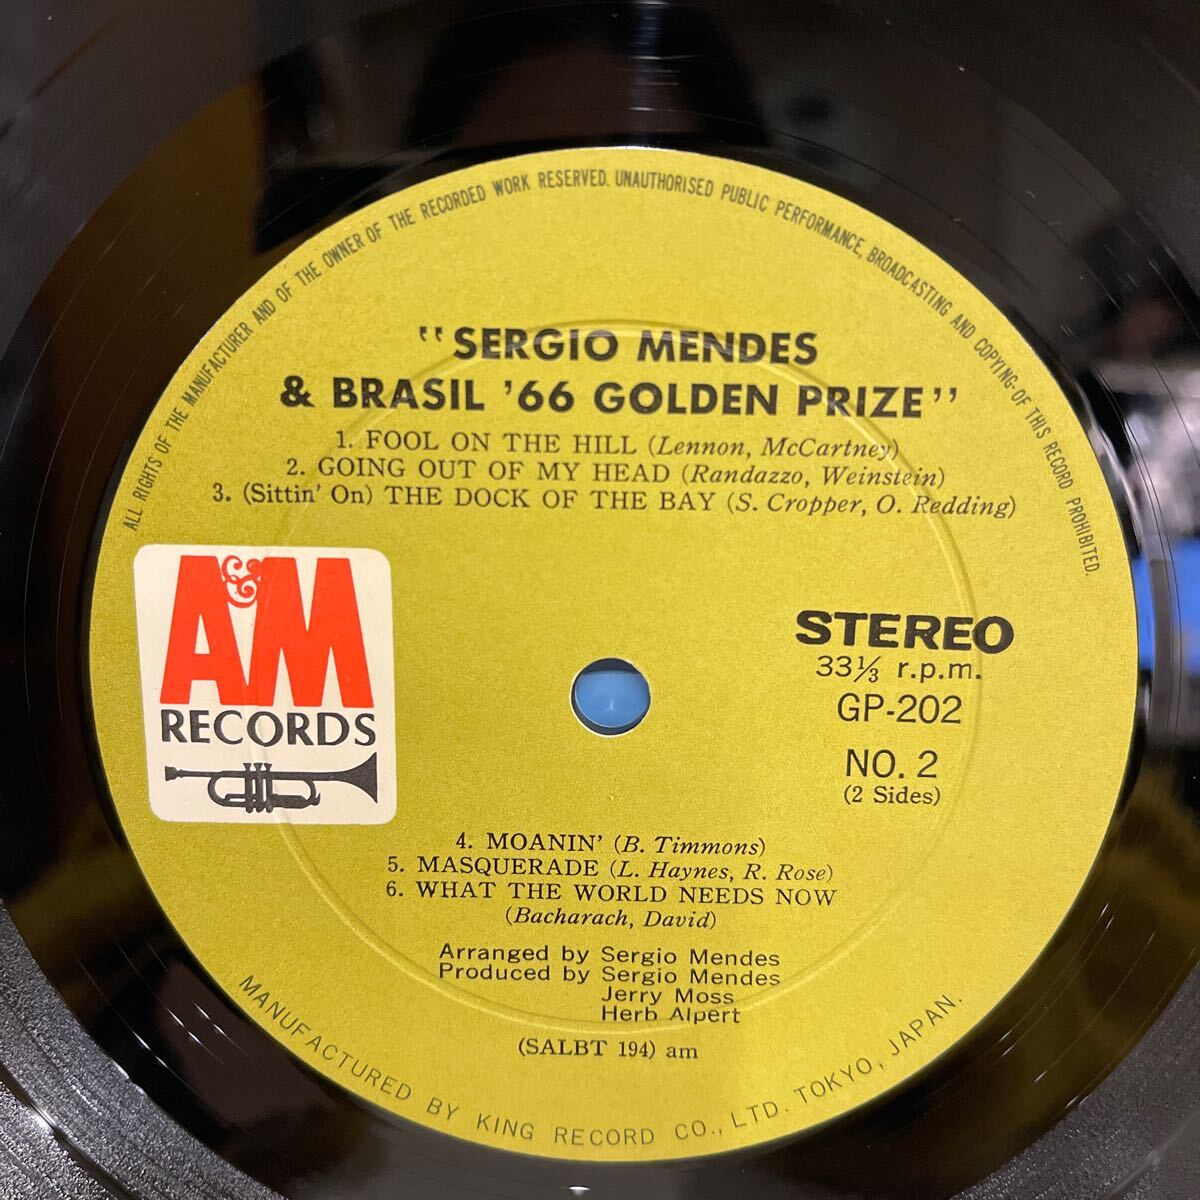 ALL RIGHTS OF THE MANUFACTURER AND OF THE OWNER OF THE RECORDED WORK RESERVED. UNAUTHORISED PUBLIC PERFORMANCE, BROADCASTING AND COPYING OF THIS RECORD PROHIBITED.
"SERGIO MENDES
& BRASIL '66 GOLDEN PRIZE"
1. FOOL ON THE HILL (Lennon, McCartney)
2. GOING OUT OF MY HEAD (Randazzo, Weinstein)
3. (Sittin' On) THE DOCK OF THE BAY (S. Cropper, O. Redding)
A&M
RECORDS
STEREO
33⅓ r.p.m.
GP-202
NO. 2
(2 Sides)
4. MOANIN' (B. Timmons)
5. MASQUERADE (L. Haynes, R. Rose)
6. WHAT THE WORLD NEEDS NOW
(Bacharach, David)
Arranged by Sergio Mendes
Produced by Sergio Mendes
Jerry Moss
Herb Alpert
(SALBT 194) am
MANUFACTURED BY KING RECORD CO., LTD. TOKYO, JAPAN.